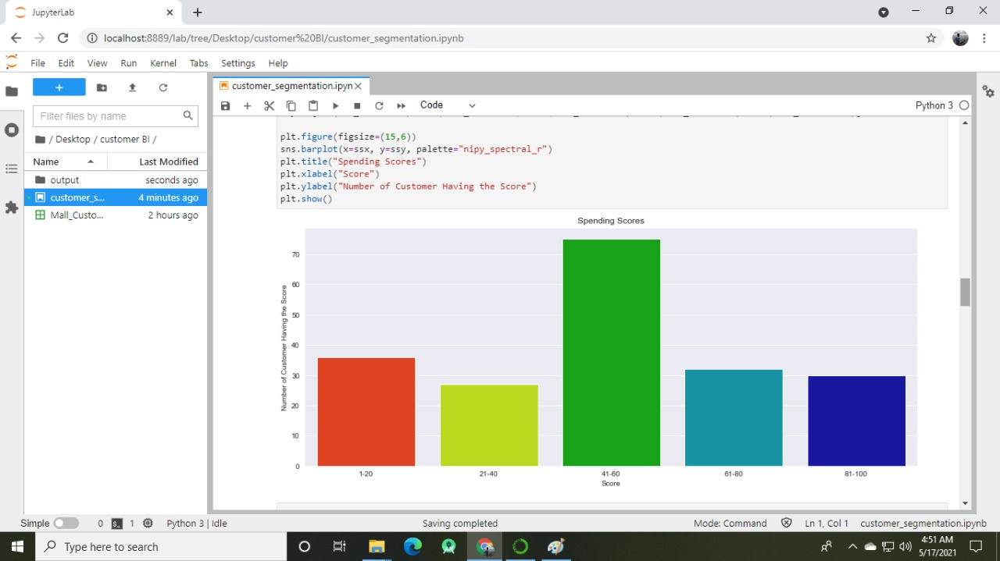 JupyterLab
localhost:8889/lab/tree/Desktop/customer%20BI/customer_segmentation.ipynb
File Edit View Run Kernel Tabs Settings Help
Filter files by name
/ Desktop / customer BI /
Name Last Modified
output seconds ago
customer_s... 4 minutes ago
Mall_Custo... 2 hours ago
customer_segmentation.ipyn
Code
Python 3
plt.figure(figsize=(15,6))
sns.barplot(x=ssx, y=ssy, palette="nipy_spectral_r")
plt.title("Spending Scores")
plt.xlabel("Score")
plt.ylabel("Number of Customer Having the Score")
plt.show()
Spending Scores
Number of Customer Having the Score
70
60
50
40
30
20
10
0
1-20 21-40 41-60 61-80 81-100
Score
Simple 0 $_ 1 Python 3 | Idle Saving completed Mode: Command Ln 1, Col 1 customer_segmentation.ipynb
Type here to search
4:51 AM
5/17/2021